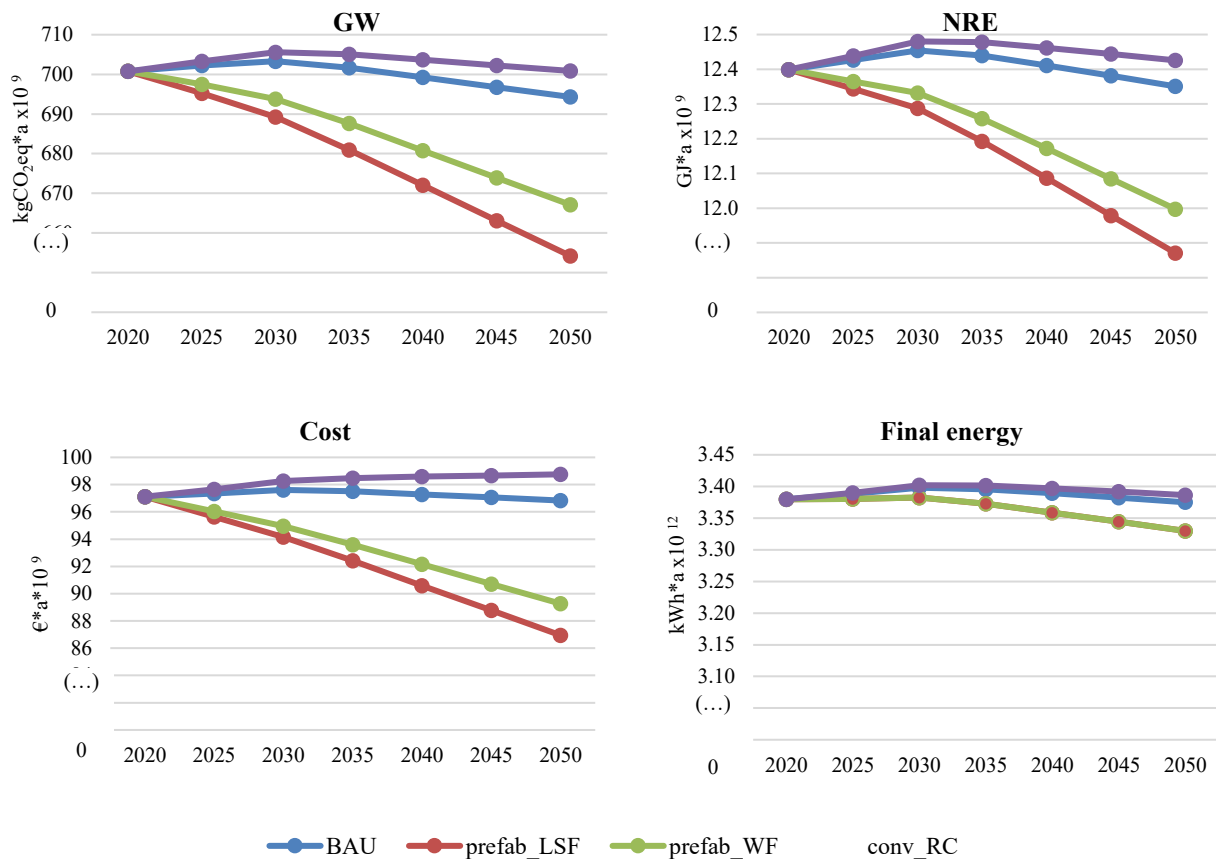 GW
710
700
690
680
670
660
(…)
0
kgCO₂eq*a x10 ⁹
2020 2025 2030 2035 2040 2045 2050
NRE
12.5
12.4
12.3
12.2
12.1
12.0
(…)
0
GJ*a x10 ⁹
2020 2025 2030 2035 2040 2045 2050
Cost
100
98
96
94
92
90
88
86
(…)
0
€*a*10 ⁹
2020 2025 2030 2035 2040 2045 2050
Final energy
3.45
3.40
3.35
3.30
3.25
3.20
3.15
3.10
(…)
0
kWh*a x10 ¹²
2020 2025 2030 2035 2040 2045 2050
BAU prefab_LSF prefab_WF conv_RC